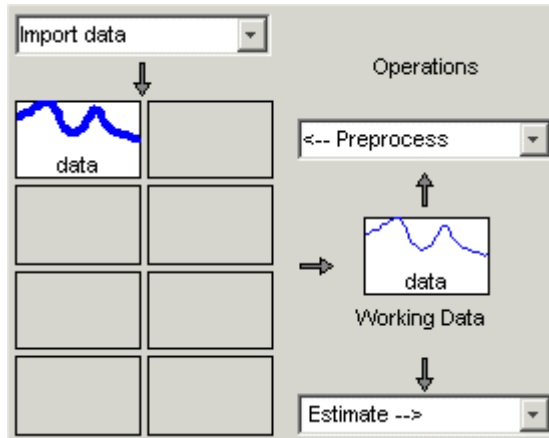 Import data
Operations
data
<-- Preprocess
data
Working Data
Estimate -->